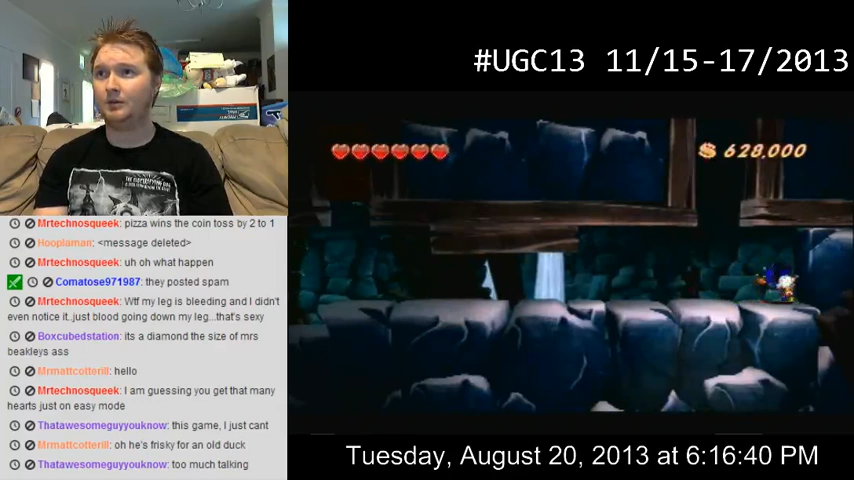 #UGC13 11/15-17/2013
$ 628,000
Mrtechnosqueek: pizza wins the coin toss by 2 to 1
Hooplaman: <message deleted>
Mrtechnosqueek: uh oh what happen
Comatose971987: they posted spam
Mrtechnosqueek: Wtf my leg is bleeding and I didn't
even notice it..just blood going down my leg...that's sexy
Boxcubedstation: its a diamond the size of mrs
beakleys ass
Mrmattcotterill: hello
Mrtechnosqueek: I am guessing you get that many
hearts just on easy mode
Thatawesomeguyyouknow: this game, I just cant
Mrmattcotterill: oh he's frisky for an old duck
Thatawesomeguyyouknow: too much talking
Tuesday, August 20, 2013 at 6:16:40 PM